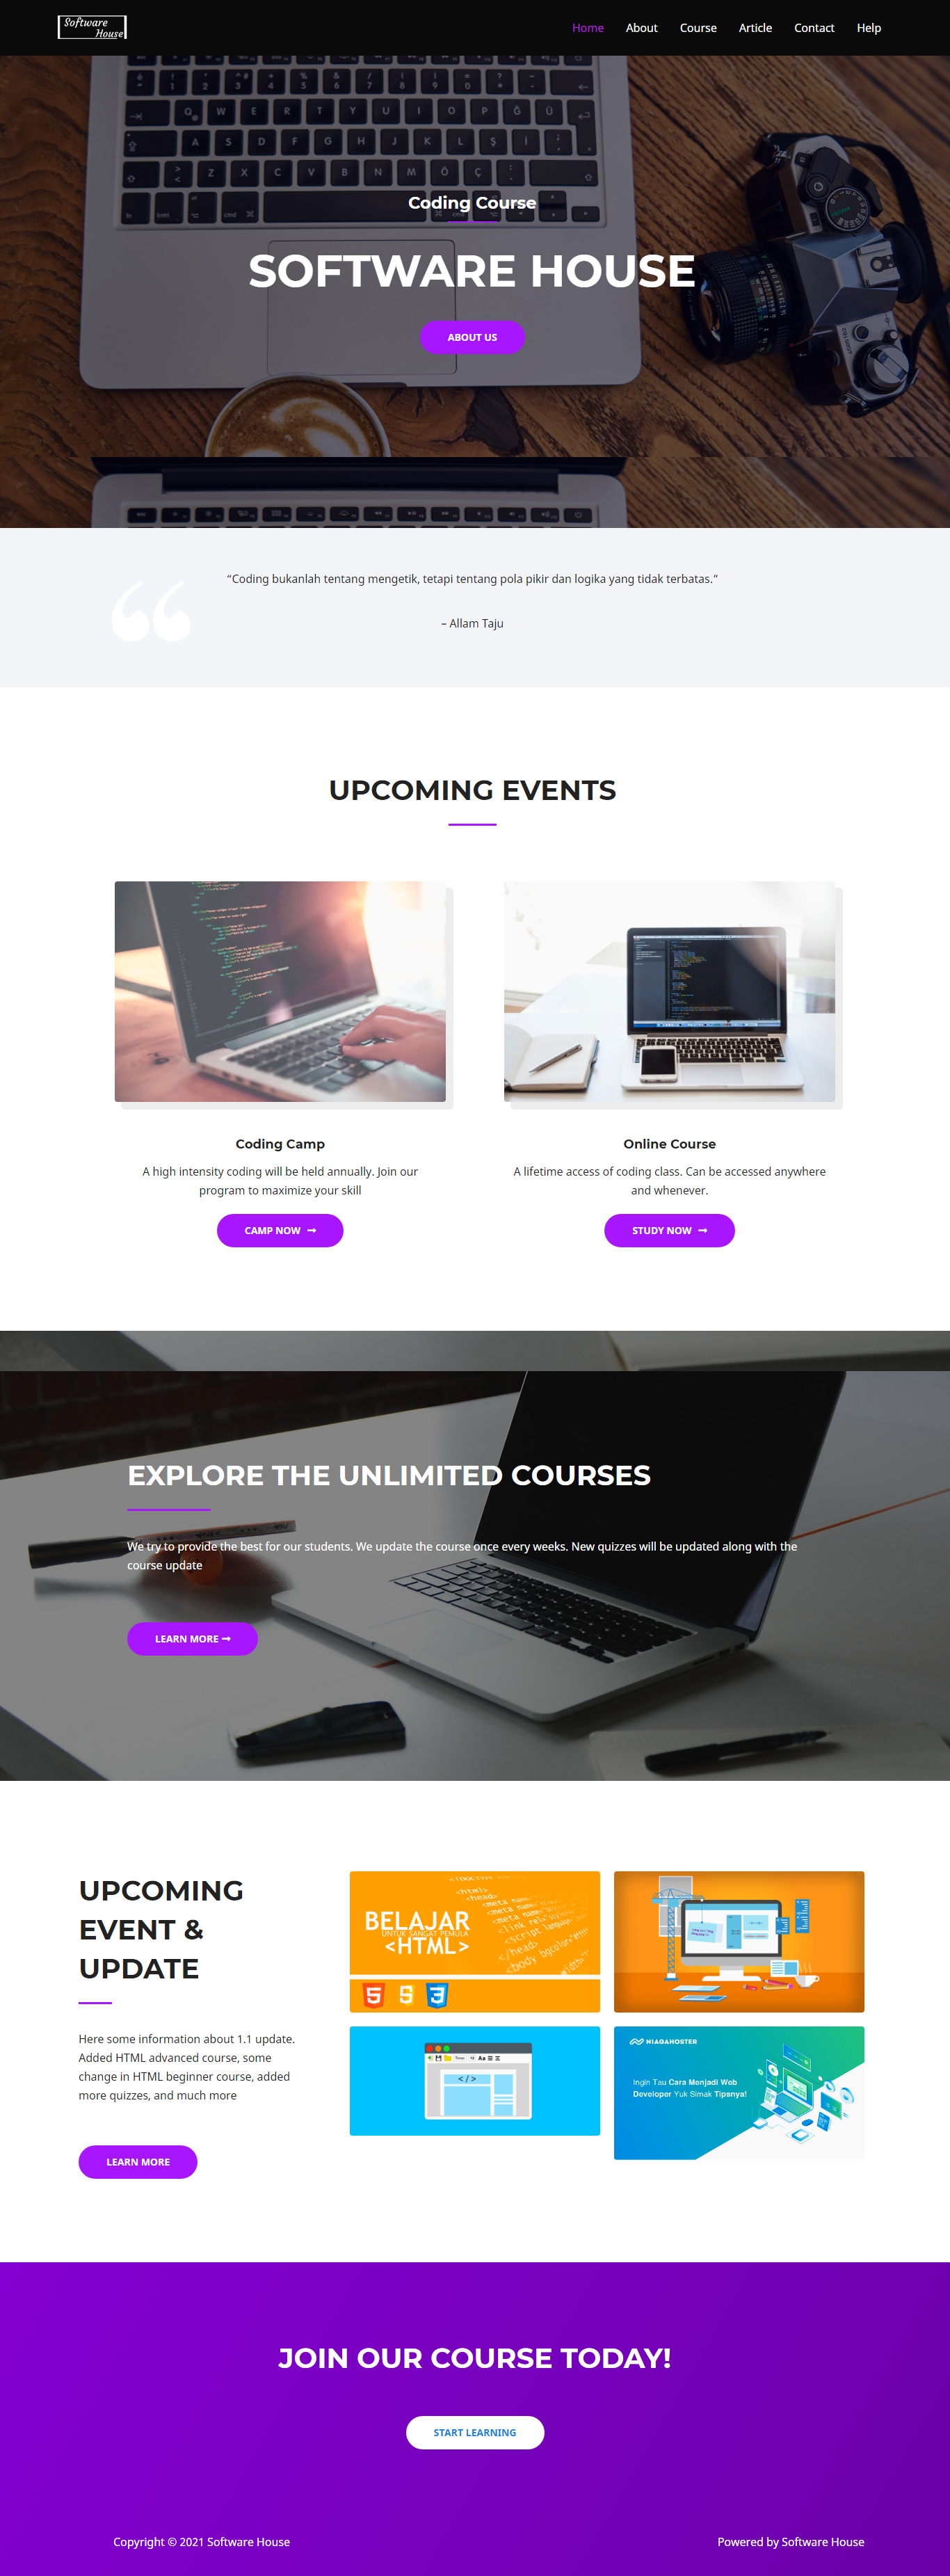 Software
House
Home About Course Article Contact Help
Coding Course
SOFTWARE HOUSE
ABOUT US
“Coding bukanlah tentang mengetik, tetapi tentang pola pikir dan logika yang tidak terbatas.”
– Allam Taju
UPCOMING EVENTS
Coding Camp
A high intensity coding will be held annually. Join our
program to maximize your skill
CAMP NOW
Online Course
A lifetime access of coding class. Can be accessed anywhere
and whenever.
STUDY NOW
EXPLORE THE UNLIMITED COURSES
We try to provide the best for our students. We update the course once every weeks. New quizzes will be updated along with the
course update
LEARN MORE
UPCOMING
EVENT &
UPDATE
Here some information about 1.1 update.
Added HTML advanced course, some
change in HTML beginner course, added
more quizzes, and much more
LEARN MORE
BELAJAR
UNTUK SANGAT PEMULA
<HTML>
<html>
<head>
</head>
</>
NIAGAHOSTER
Ingin Tau Cara Menjadi Web
Developer Yuk Simak Tipsnya!
JOIN OUR COURSE TODAY!
START LEARNING
Copyright © 2021 Software House
Powered by Software House